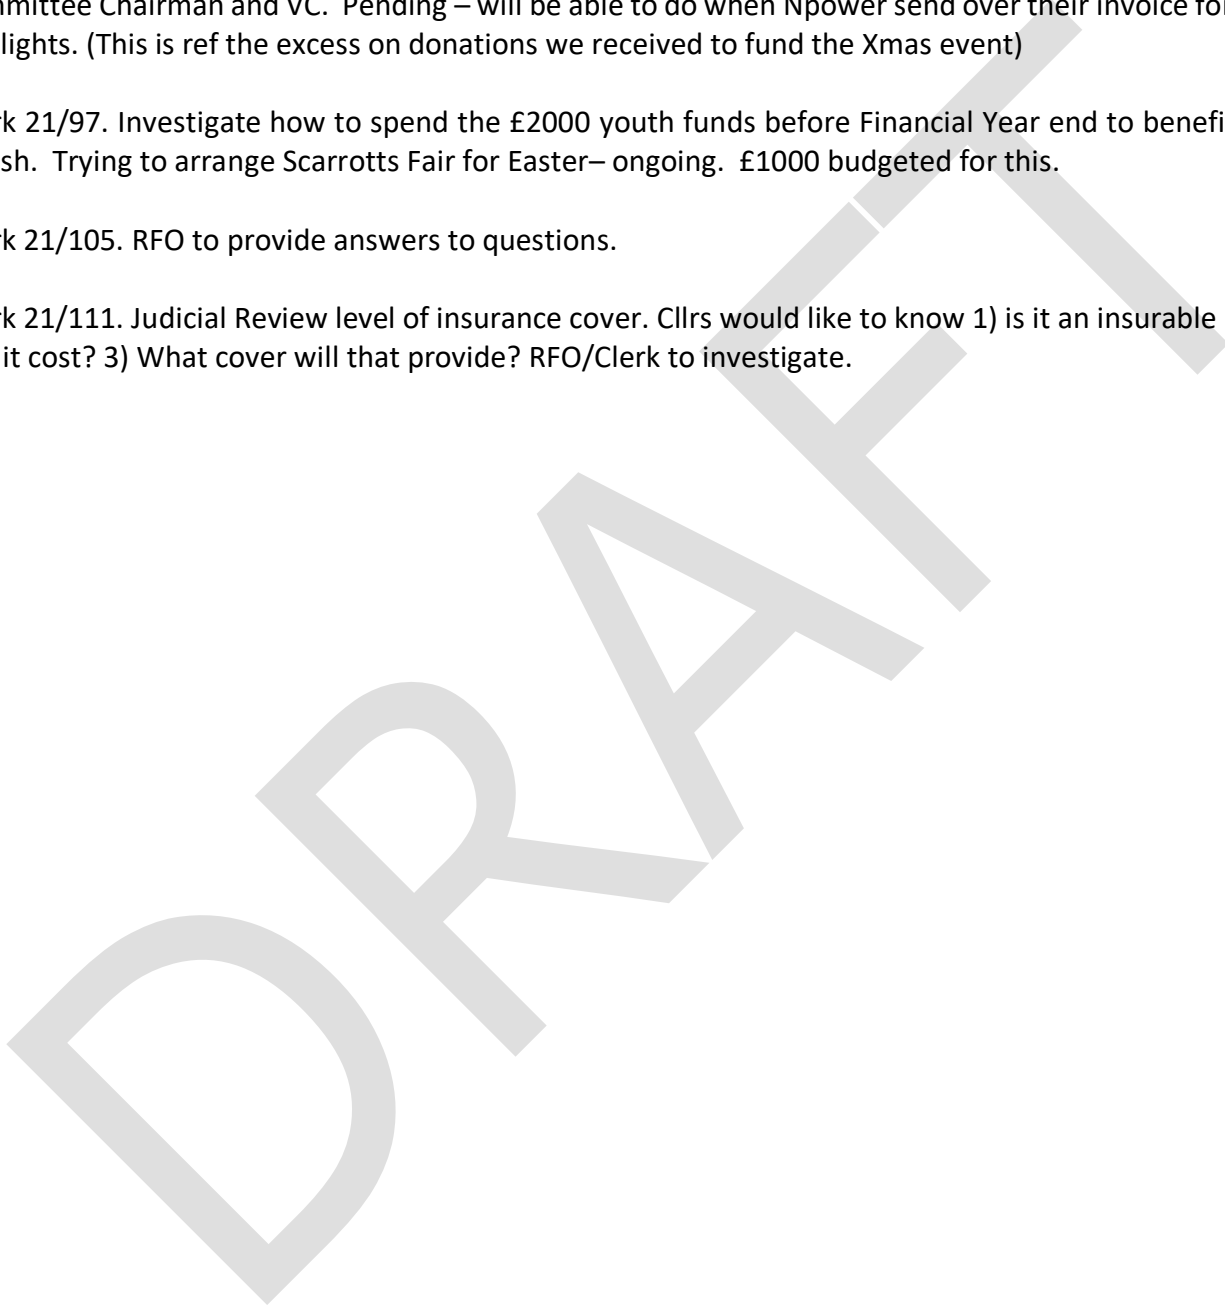 mmittee Chairman and VC. Pending – will be able to do when Npower send over their invoice for
lights. (This is ref the excess on donations we received to fund the Xmas event)
rk 21/97. Investigate how to spend the £2000 youth funds before Financial Year end to benefi
sh. Trying to arrange Scarrotts Fair for Easter– ongoing. £1000 budgeted for this.
rk 21/105. RFO to provide answers to questions.
rk 21/111. Judicial Review level of insurance cover. Cllrs would like to know 1) is it an insurable
it cost? 3) What cover will that provide? RFO/Clerk to investigate.
DRAFT